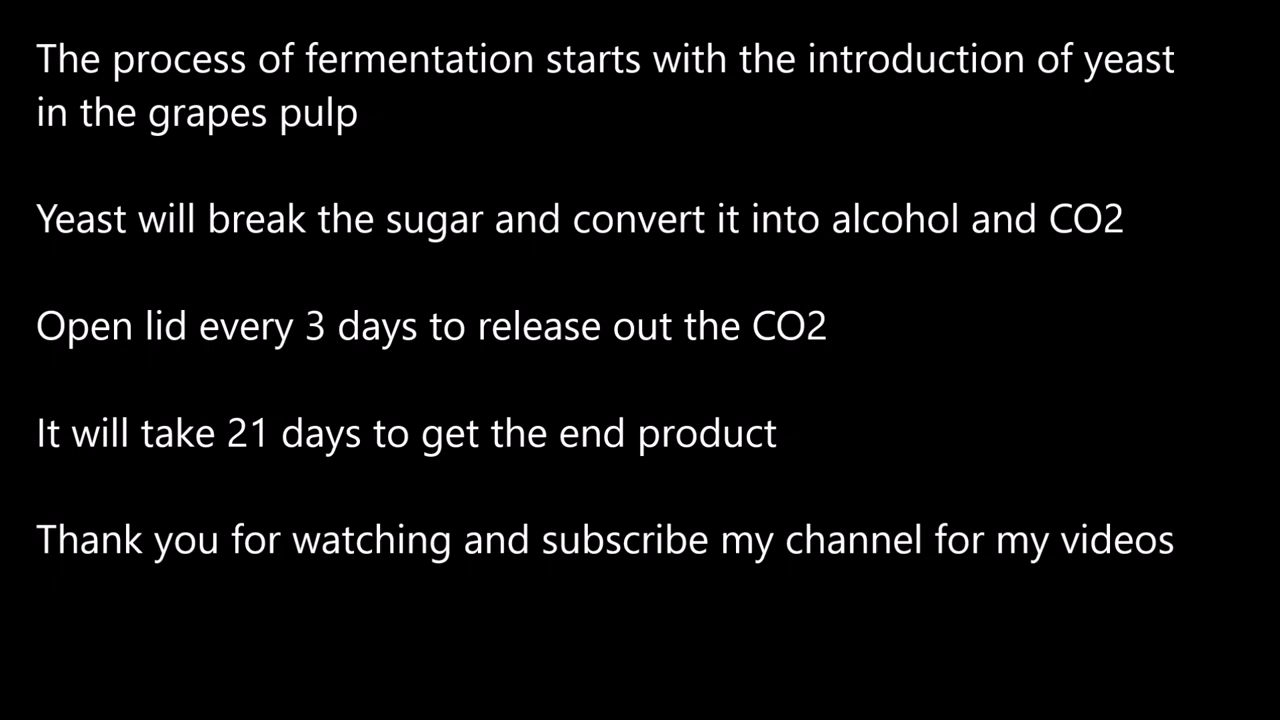 The process of fermentation starts with the introduction of yeast
in the grapes pulp
Yeast will break the sugar and convert it into alcohol and CO2
Open lid every 3 days to release out the CO2
It will take 21 days to get the end product
Thank you for watching and subscribe my channel for my videos